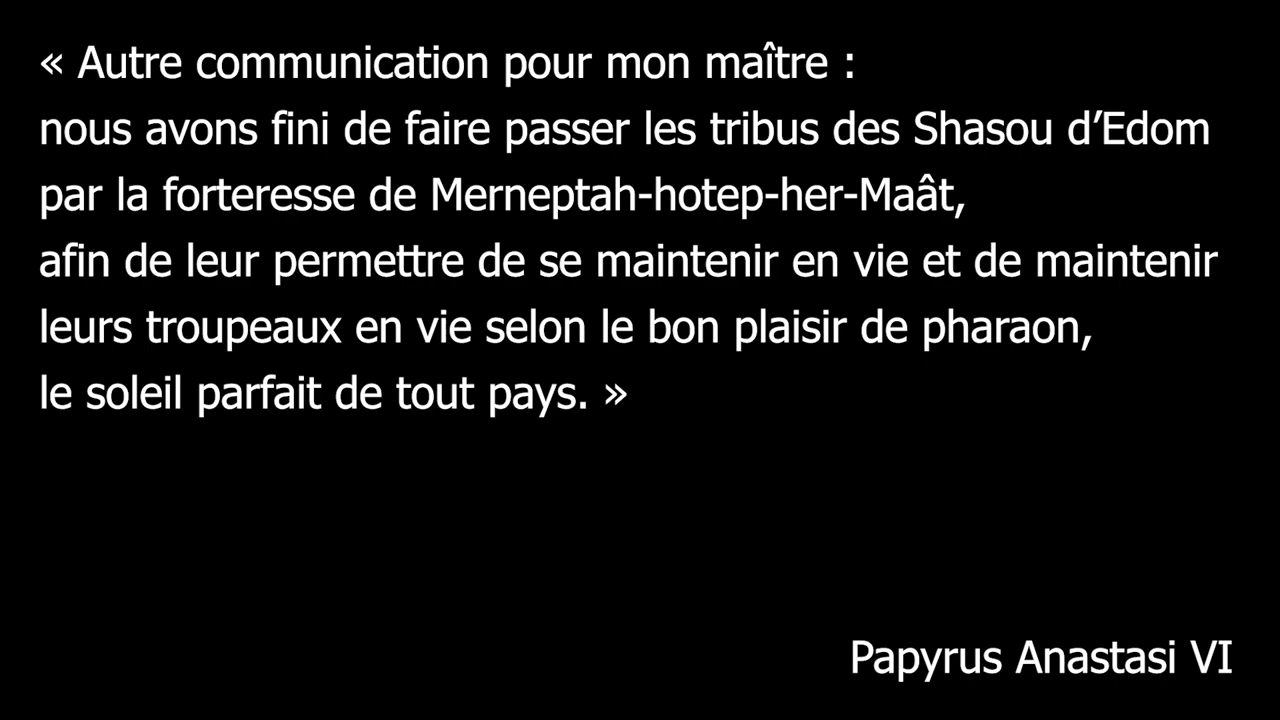 « Autre communication pour mon maître :
nous avons fini de faire passer les tribus des Shasou d’Edom
par la forteresse de Merneptah-hotep-her-Maât,
afin de leur permettre de se maintenir en vie et de maintenir
leurs troupeaux en vie selon le bon plaisir de pharaon,
le soleil parfait de tout pays. »
Papyrus Anastasi VI